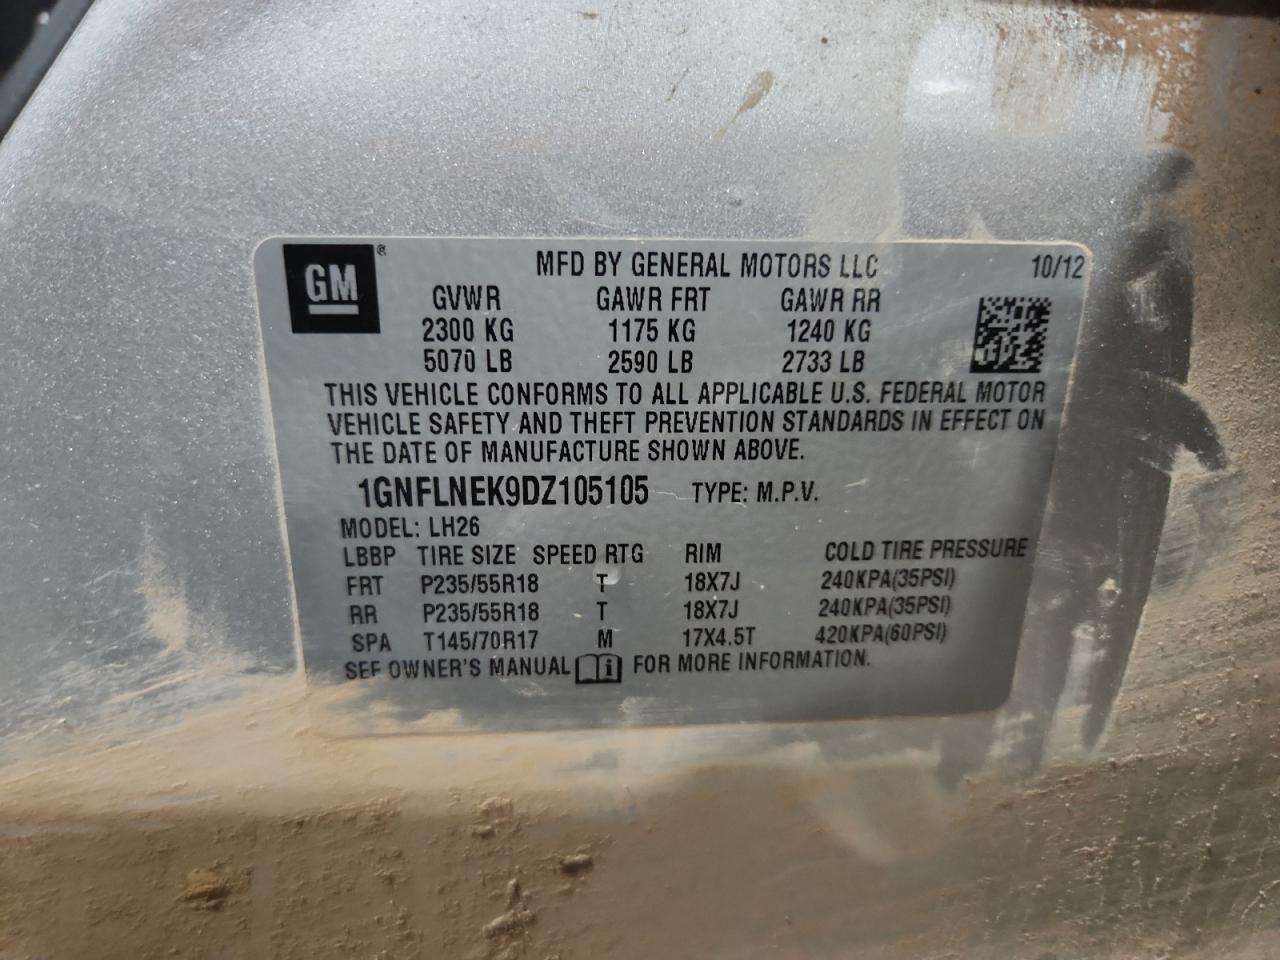 GM® MFD BY GENERAL MOTORS LLC 10/12
GVWR GAWR FRT GAWR RR
2300 KG 1175 KG 1240 KG
5070 LB 2590 LB 2733 LB
THIS VEHICLE CONFORMS TO ALL APPLICABLE U.S. FEDERAL MOTOR
VEHICLE SAFETY AND THEFT PREVENTION STANDARDS IN EFFECT ON
THE DATE OF MANUFACTURE SHOWN ABOVE.
1GNFLNEK9DZ105105 TYPE: M.P.V.
MODEL: LH26
LBBP TIRE SIZE SPEED RTG RIM COLD TIRE PRESSURE
FRT P235/55R18 T 18X7J 240KPA(35PSI)
RR P235/55R18 T 18X7J 240KPA(35PSI)
SPA T145/70R17 M 17X4.5T 420KPA(60PSI)
SEE OWNER'S MANUAL i FOR MORE INFORMATION.